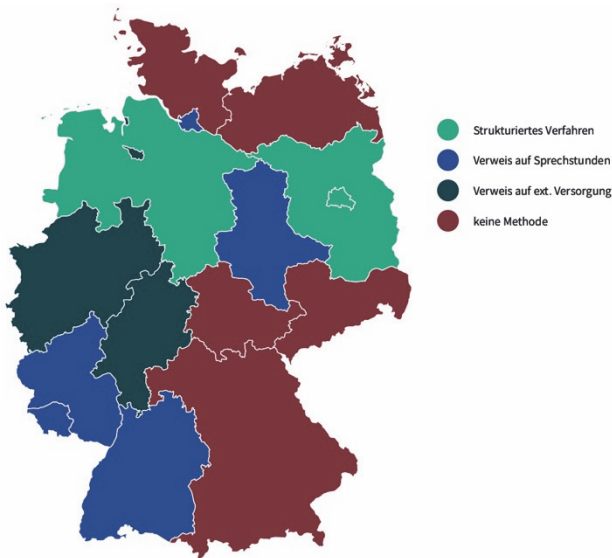 Strukturiertes Verfahren
Verweis auf Sprechstunden
Verweis auf ext. Versorgung
keine Methode